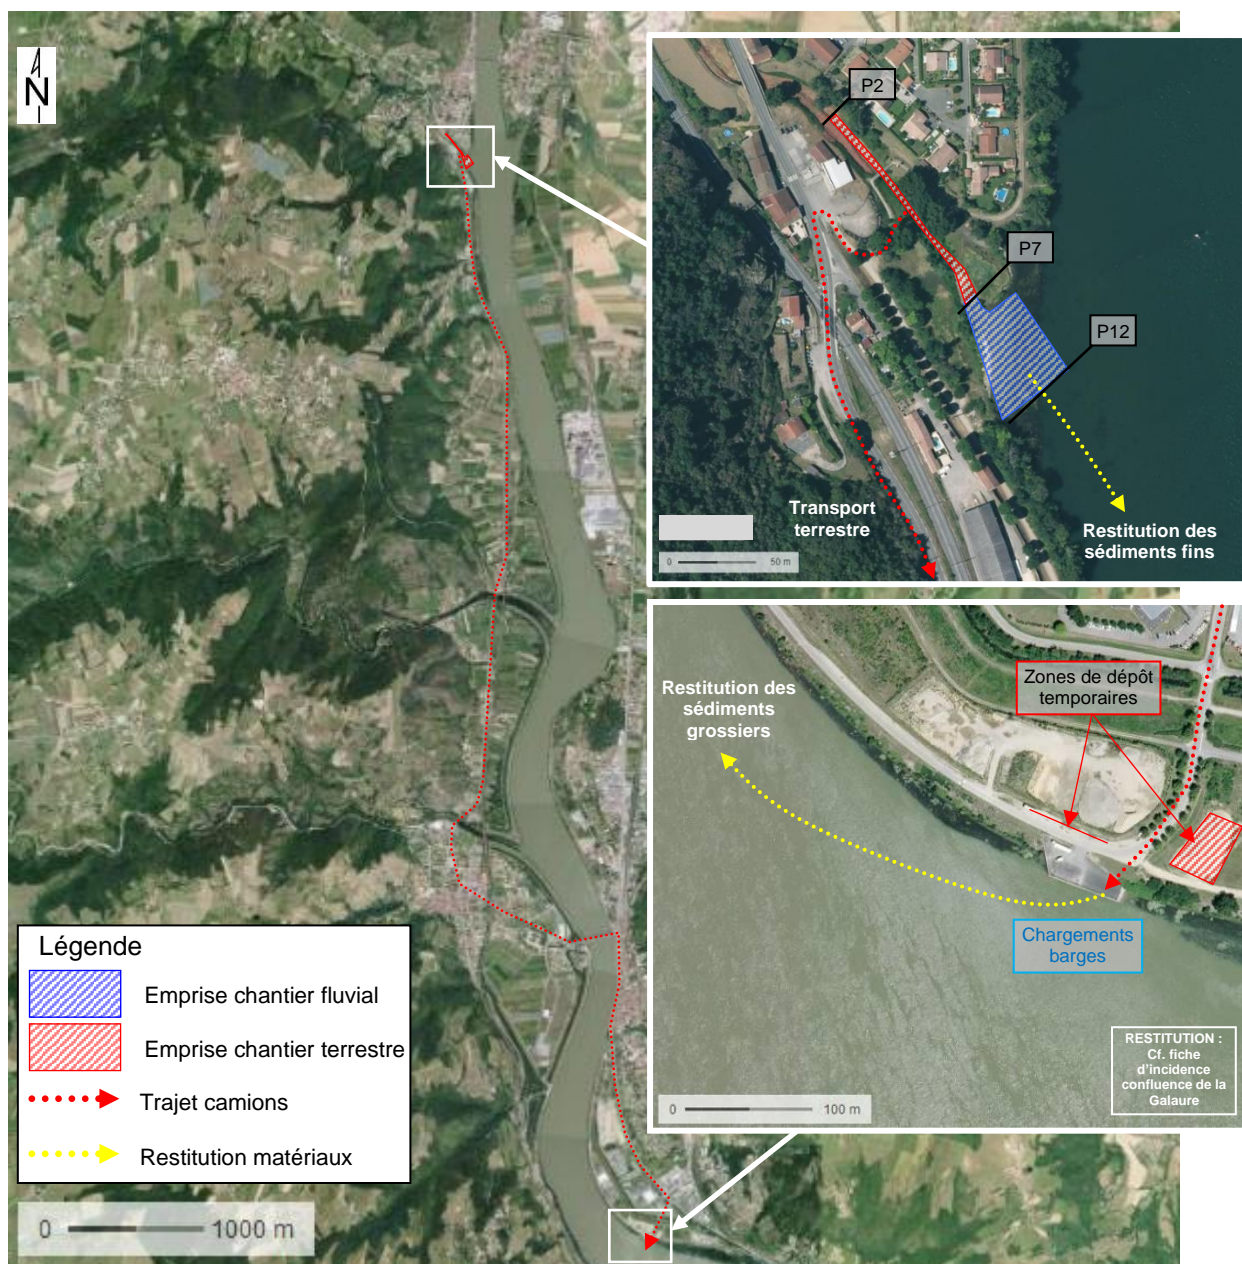 N
P2
P7
P12
Transport
terrestre
Restitution des
sédiments fins
0
50 m
Restitution des
sédiments
grossiers
Zones de dépôt
temporaires
Chargements
barges
RESTITUTION :
Cf. fiche
d'incidence
confluence de la
Galaure
0
100 m
Légende
Emprise chantier fluvial
Emprise chantier terrestre
Trajet camions
Restitution matériaux
0
1000 m